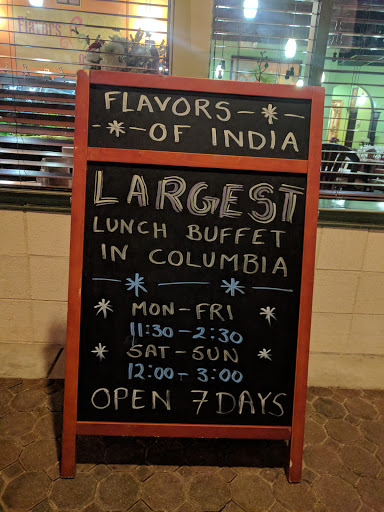 Flavors
FLAVORS
OF INDIA
LARGEST
LUNCH BUFFET
IN COLUMBIA
MON - FRI
11:30 - 2:30
SAT - SUN
12:00 - 3:00
OPEN 7 DAYS